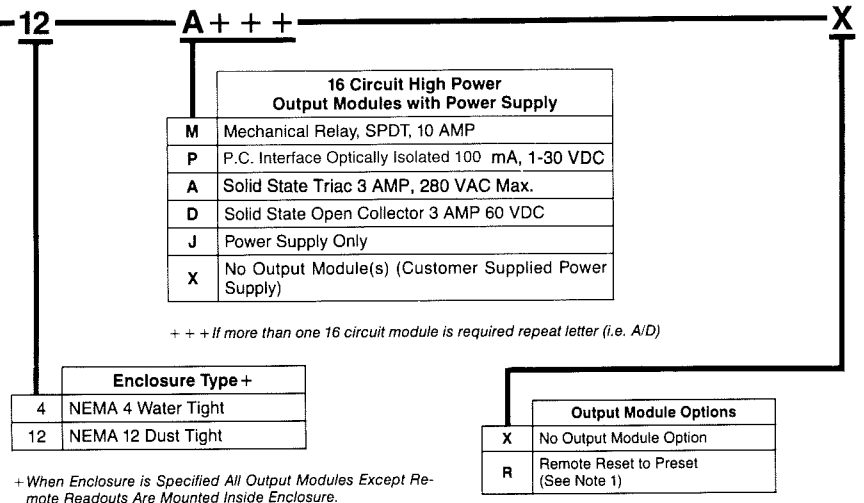 12 A+++ X
16 Circuit High Power
Output Modules with Power Supply
M Mechanical Relay, SPDT, 10 AMP
P P.C. Interface Optically Isolated 100 mA, 1-30 VDC
A Solid State Triac 3 AMP, 280 VAC Max.
D Solid State Open Collector 3 AMP 60 VDC
J Power Supply Only
X No Output Module(s) (Customer Supplied Power
Supply)
+ + + If more than one 16 circuit module is required repeat letter (i.e. A/D)
Enclosure Type +
4 NEMA 4 Water Tight
12 NEMA 12 Dust Tight
+ When Enclosure is Specified All Output Modules Except Re-
mote Readouts Are Mounted Inside Enclosure.
Output Module Options
X No Output Module Option
R Remote Reset to Preset
(See Note 1)